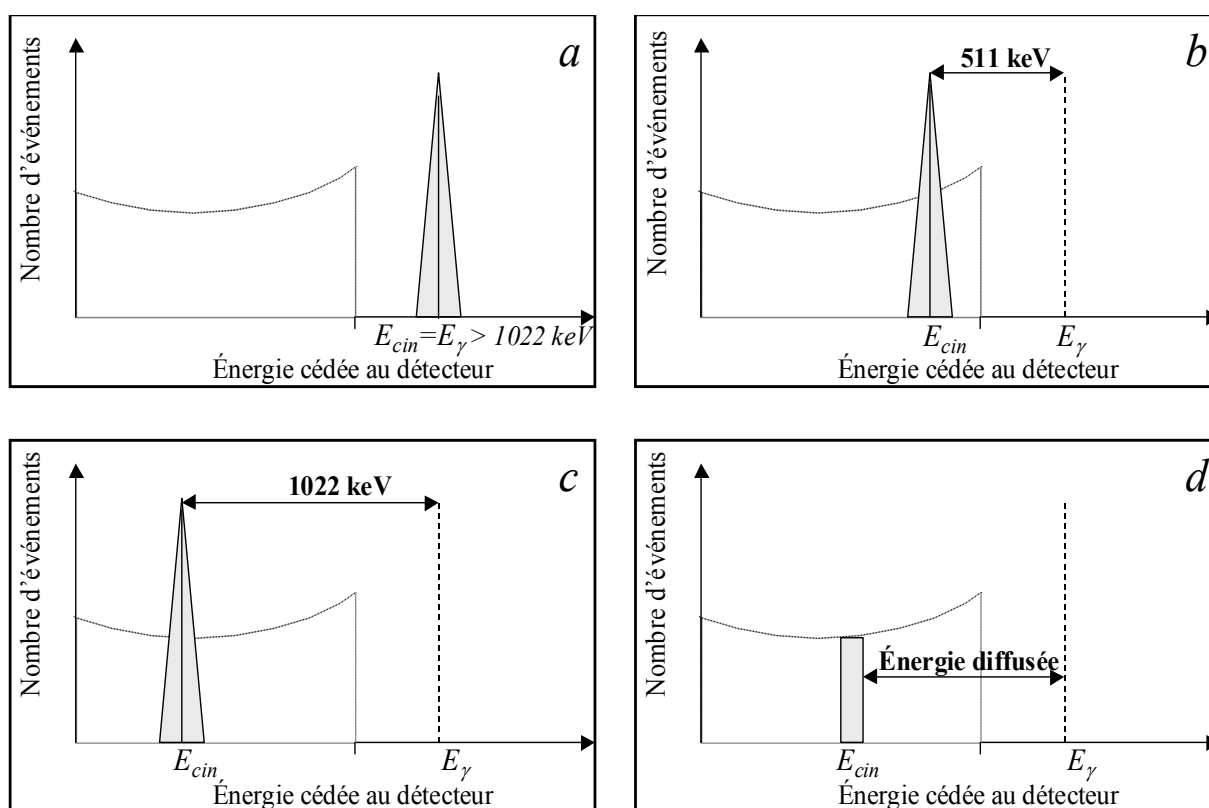 a
Nombre d'événements
E_cin=E_γ > 1022 keV
Énergie cédée au détecteur
b
511 keV
Nombre d'événements
E_cin E_γ
Énergie cédée au détecteur
c
1022 keV
Nombre d'événements
E_cin E_γ
Énergie cédée au détecteur
d
Nombre d'événements
Énergie diffusée
E_cin E_γ
Énergie cédée au détecteur